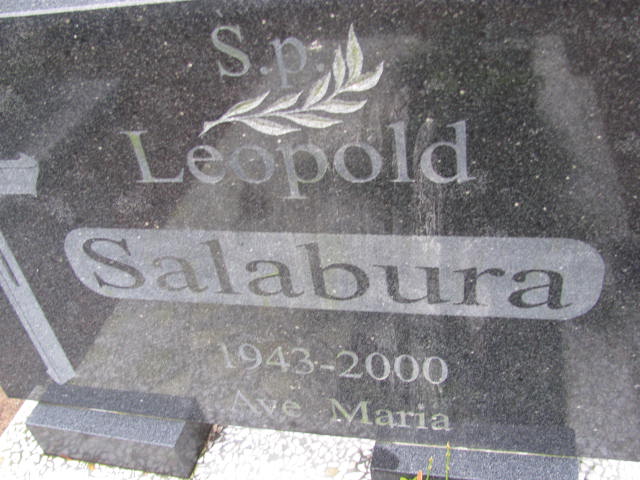 S.p.
Leopold
Salabura
1943-2000
Ave Maria